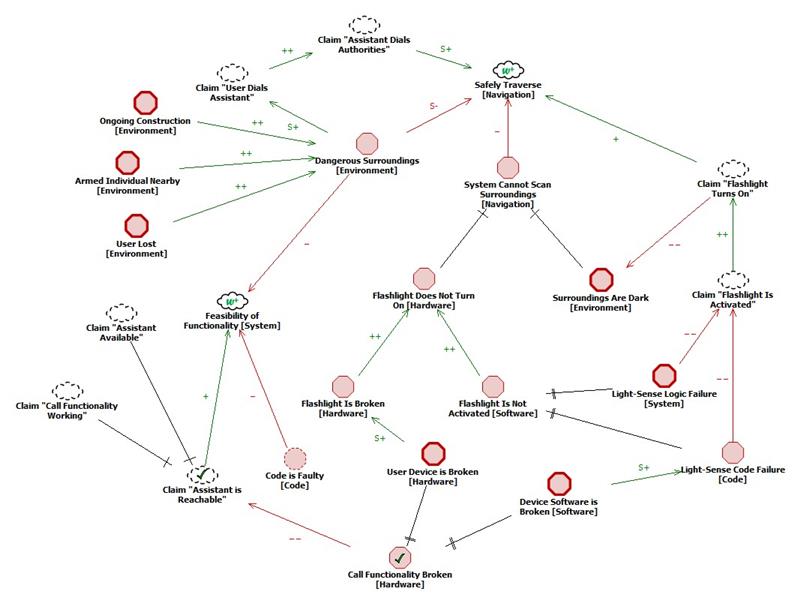 Claim "Assistant Dials
Authorities"
++
S+
Claim "User Dials
Assistant"
W+
Safely Traverse
[Navigation]
Ongoing Construction
[Environment]
++
S+
S-
-
Dangerous Surroundings
[Environment]
+
Armed Individual Nearby
[Environment]
++
System Cannot Scan
Surroundings
[Navigation]
Claim "Flashlight
Turns On"
User Lost
[Environment]
++
-
--
++
Flashlight Does Not Turn
On [Hardware]
Surroundings Are Dark
[Environment]
Claim "Flashlight Is
Activated"
W+
Feasibility of
Functionality [System]
Claim "Assistant
Available"
++
++
--
--
Claim "Call Functionality
Working"
+
-
Flashlight Is Broken
[Hardware]
Flashlight Is Not
Activated [Software]
Light-Sense Logic Failure
[System]
S+
Claim "Assistant is
Reachable"
Code is Faulty
[Code]
User Device is Broken
[Hardware]
Device Software is
Broken [Software]
S+
Light-Sense Code Failure
[Code]
--
Call Functionality Broken
[Hardware]